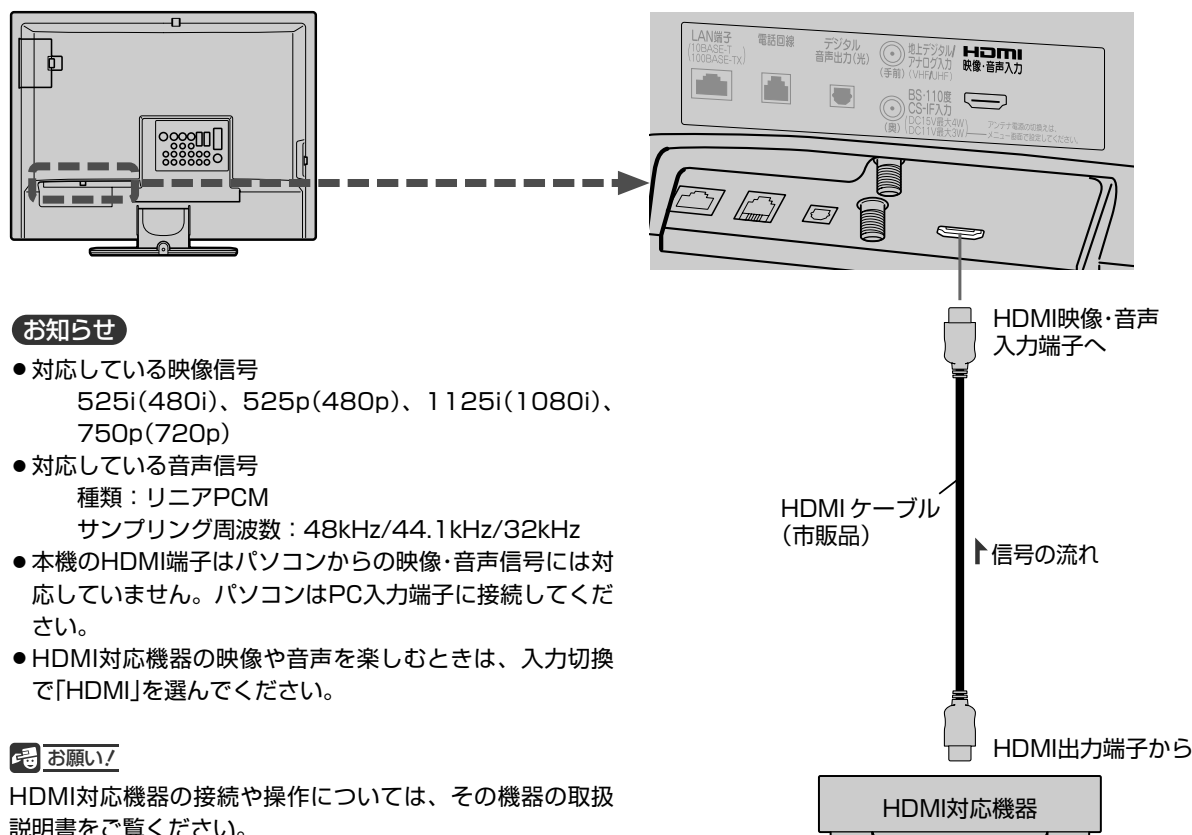 LAN端子
(10BASE-T
100BASE-TX)
電話回線
デジタル
音声出力(光)
地上デジタル/
アナログ入力
(手前)(VHF/UHF)
HDMI
映像・音声入力
BS・110度
CS-IF入力
(奥)(DC15V最大4W
DC11V最大3W)
アンテナ電源の切換えは、
メニュー画面で設定してください。
HDMI映像・音声
入力端子へ
HDMIケーブル
(市販品)
信号の流れ
HDMI出力端子から
HDMI対応機器
お知らせ
●対応している映像信号
525i(480i)、525p(480p)、1125i(1080i)、
750p(720p)
●対応している音声信号
種類：リニアPCM
サンプリング周波数：48kHz/44.1kHz/32kHz
●本機のHDMI端子はパソコンからの映像・音声信号には対
応していません。パソコンはPC入力端子に接続してくだ
さい。
●HDMI対応機器の映像や音声を楽しむときは、入力切換
で「HDMI」を選んでください。
お願い!
HDMI対応機器の接続や操作については、その機器の取扱
説明書をご覧ください。